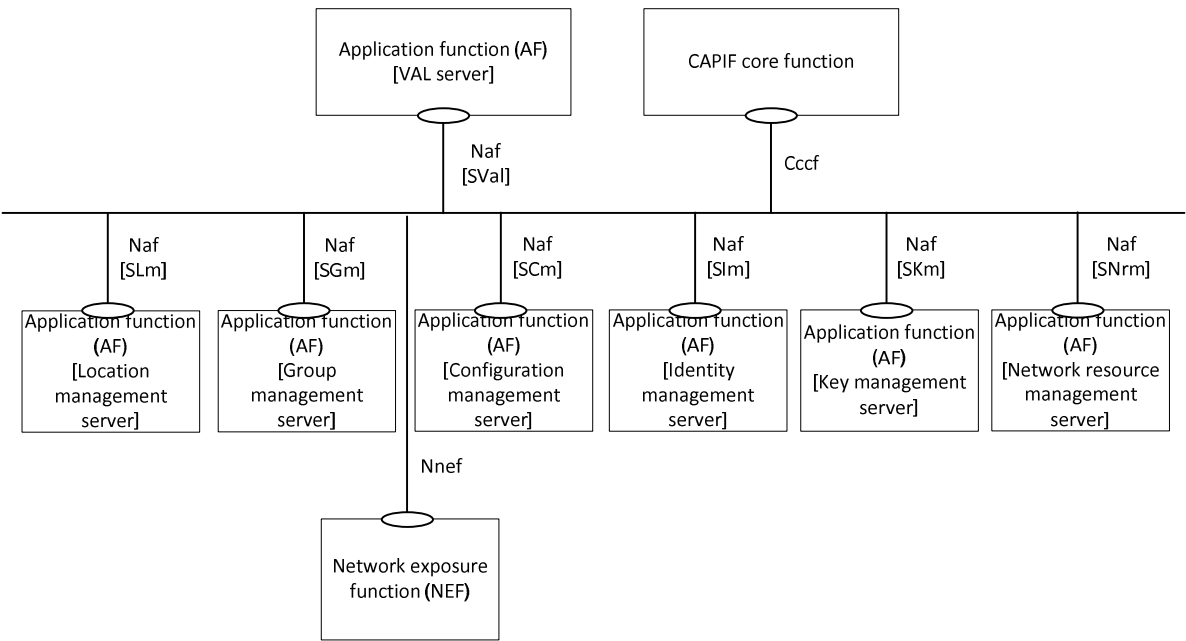 Application function (AF)
[VAL server]
CAPIF core function
Naf
[SVal]
Cccf
Naf
[SLm]
Naf
[SGm]
Naf
[SCm]
Naf
[SIm]
Naf
[SKm]
Naf
[SNrm]
Application function
(AF)
[Location
management
server]
Application function
(AF)
[Group
management
server]
Application function
(AF)
[Configuration
management
server]
Application function
(AF)
[Identity
management
server]
Application function
(AF)
[Key management
server]
Application function
(AF)
[Network resource
management
server]
Nnef
Network exposure
function (NEF)